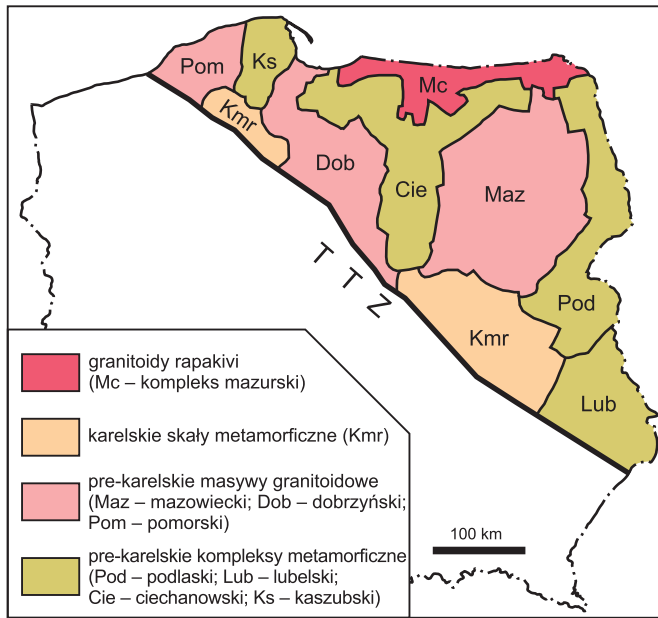 Pom
Ks
Mc
Kmr
Dob
Cie
Maz
T T Z
Pod
Kmr
Lub
granitoidy rapakivi
(Mc – kompleks mazurski)
karelskie skały metamorficzne (Kmr)
pre-karelskie masywy granitoidowe
(Maz – mazowiecki; Dob – dobrzyński;
Pom – pomorski)
100 km
pre-karelskie kompleksy metamorficzne
(Pod – podlaski; Lub – lubelski;
Cie – ciechanowski; Ks – kaszubski)